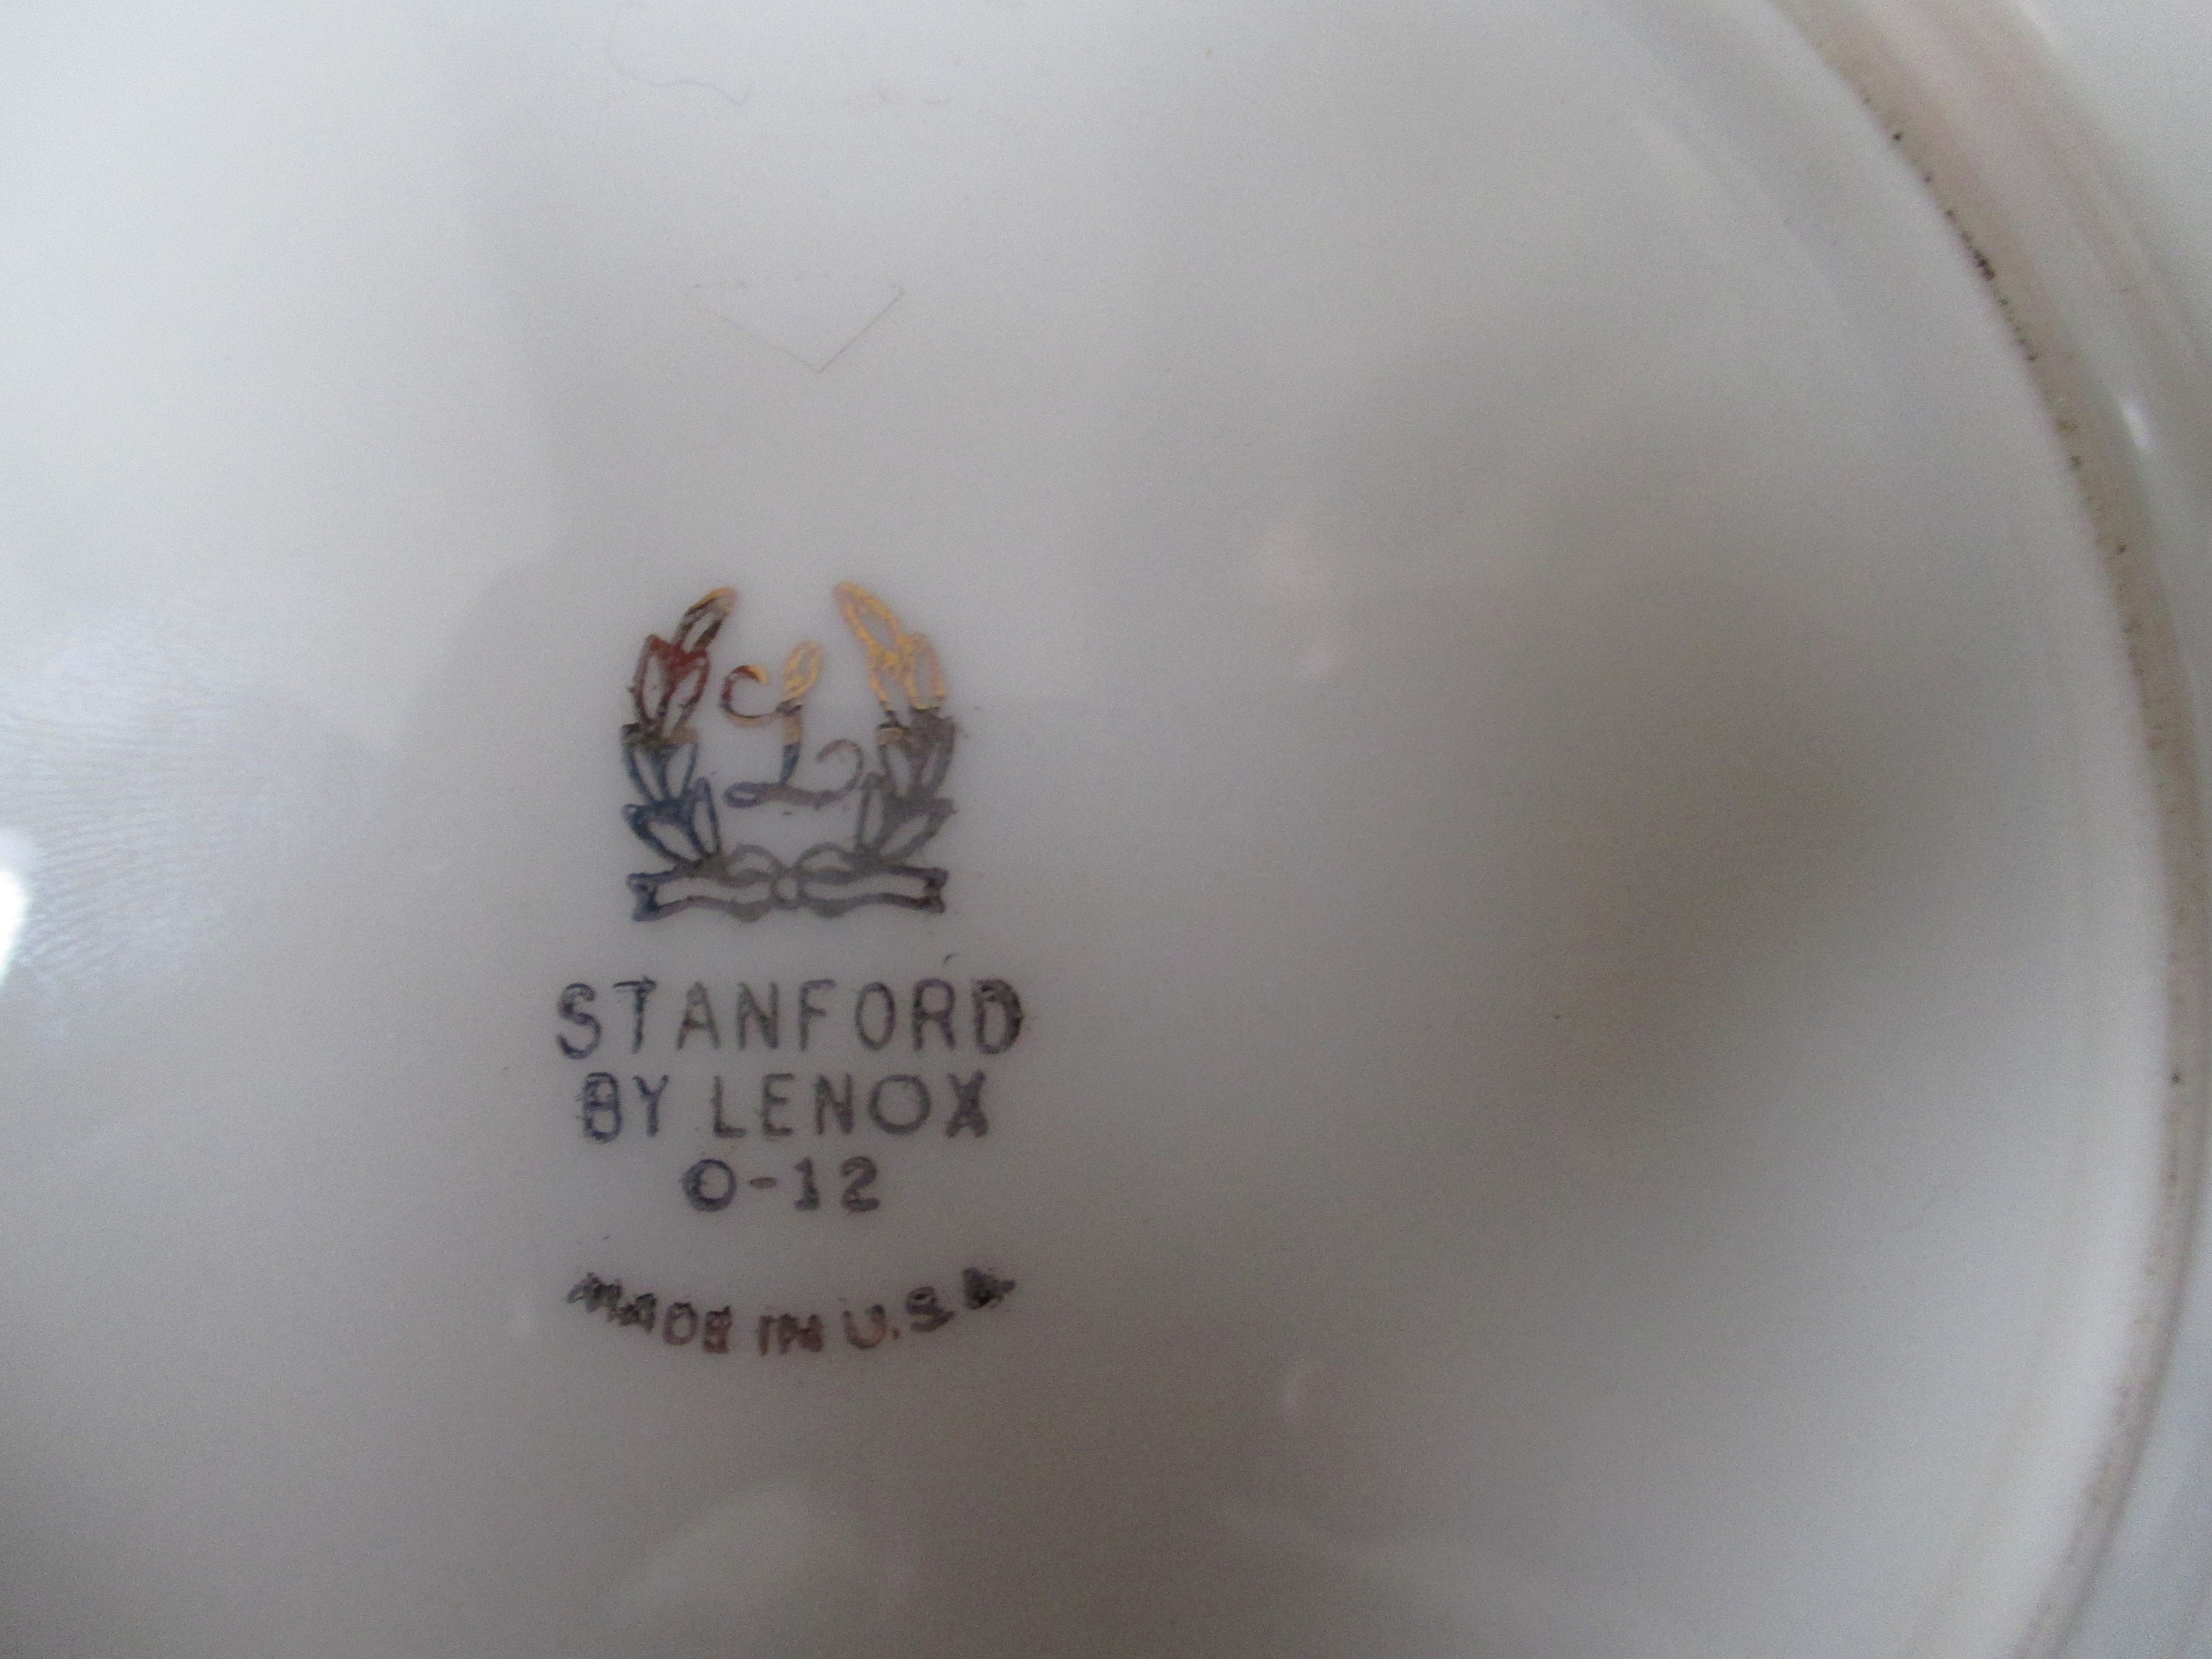 L
STANFORD
BY LENOX
O-12
MADE IN U.S.A